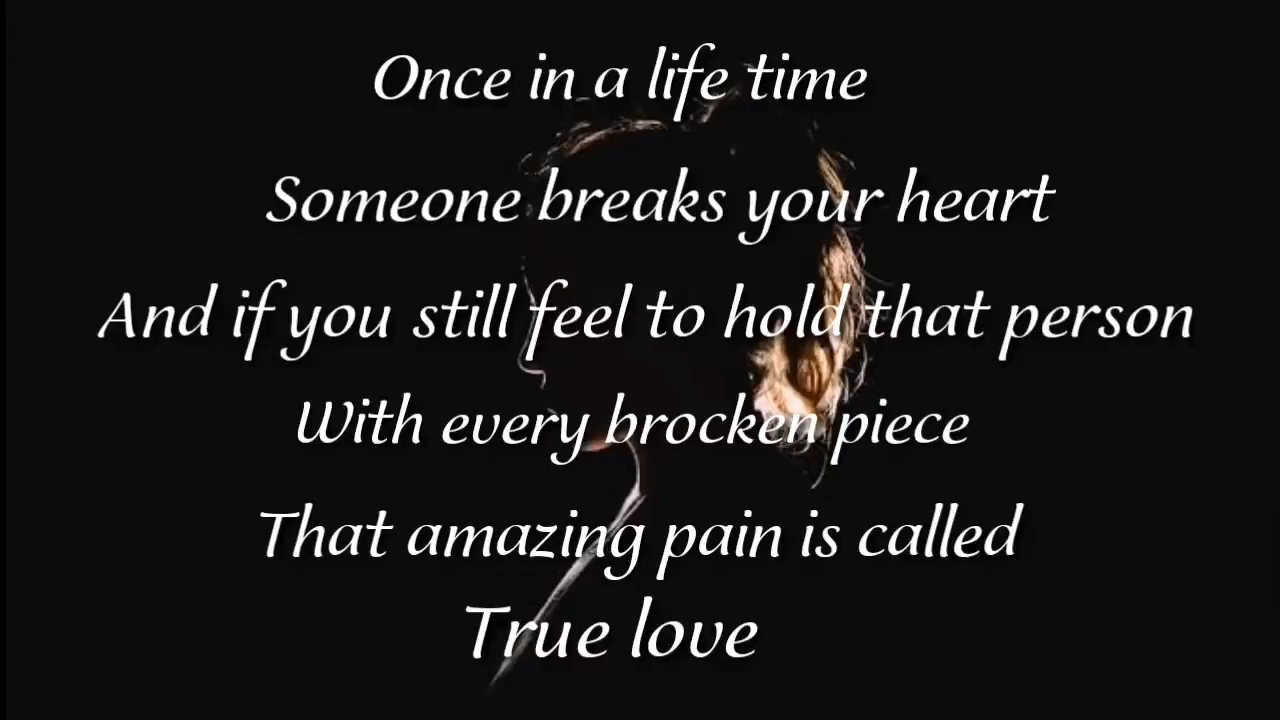 Once in a life time
Someone breaks your heart
And if you still feel to hold that person
With every brocken piece
That amazing pain is called
True love